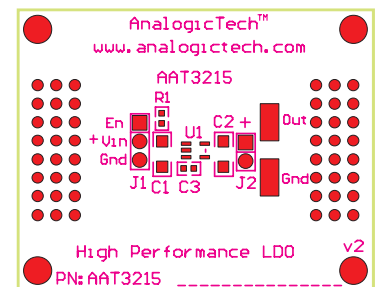 AnalogicTech™
www.analogictech.com
AAT3215
R1
En
U1
C2 +
Out
+ Vin
Gnd
J1
C1
C3
J2
Gnd
High Performance LDO
v2
PN: AAT3215 _______________